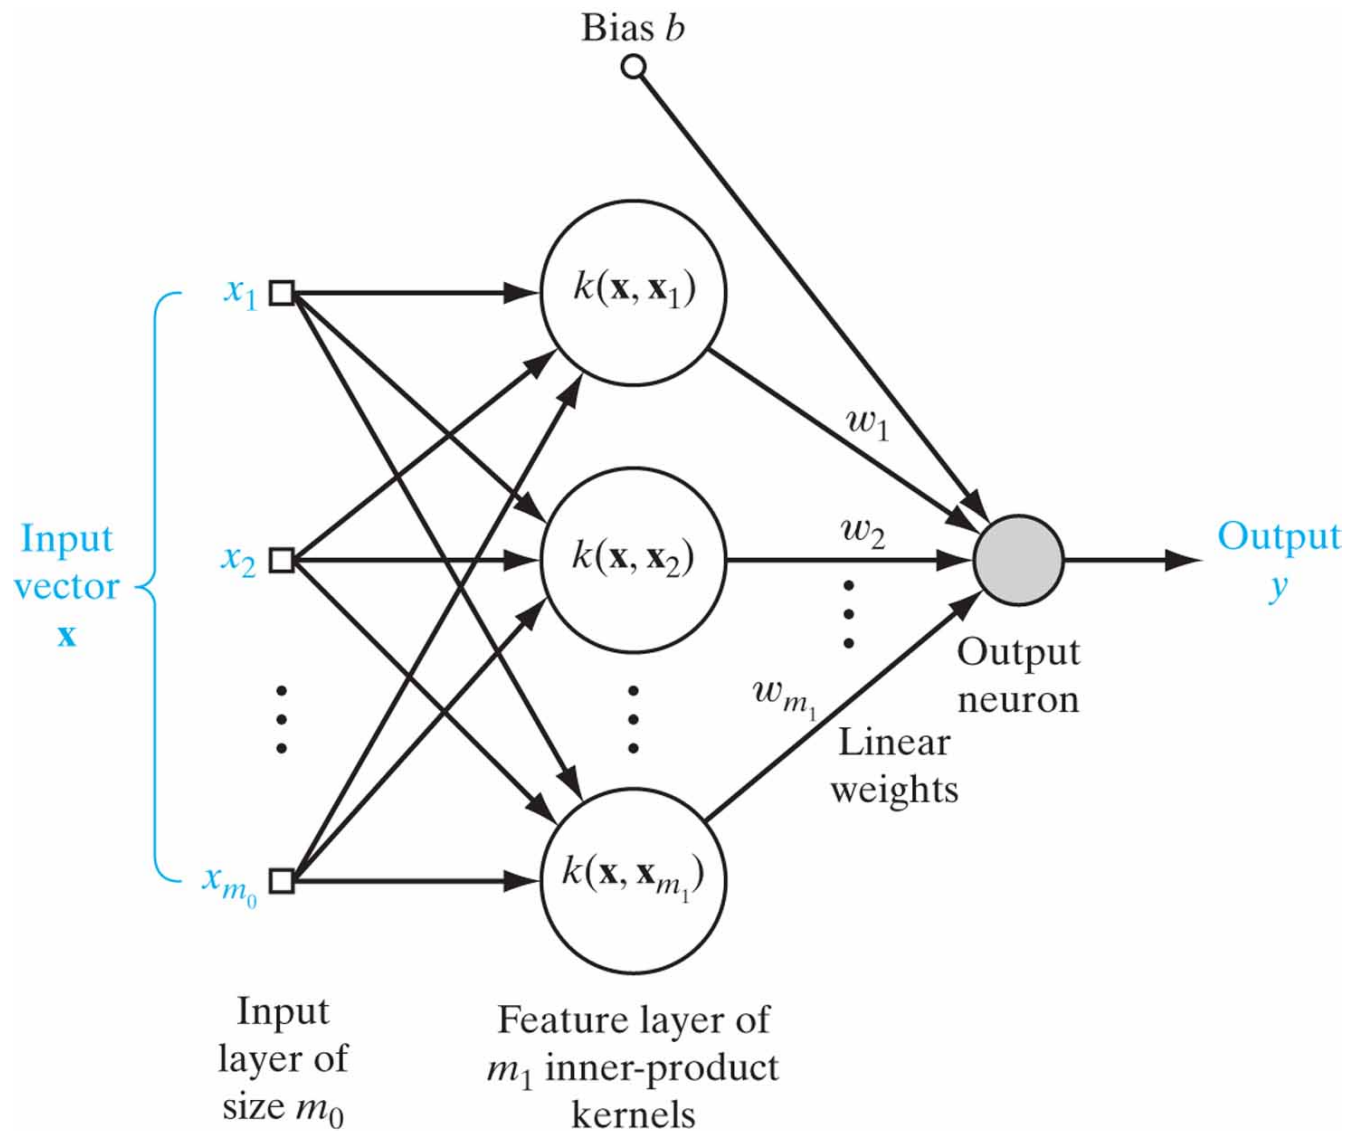 Bias b
x₁
k(x, x₁)
w₁
Input
vector
x
x₂
k(x, x₂)
w₂
Output
y
Output
neuron
wₘ₁
Linear
weights
xₘ₀
k(x, xₘ₁)
Input
layer of
size m₀
Feature layer of
m₁ inner-product
kernels